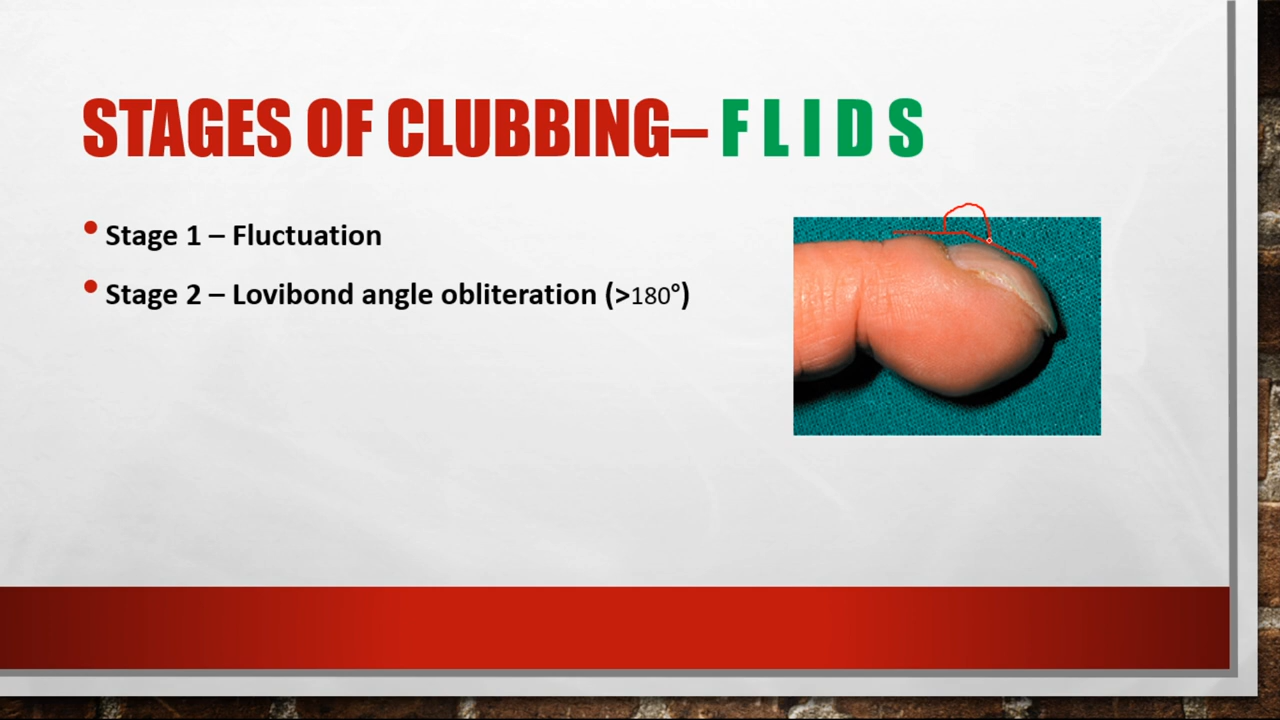 STAGES OF CLUBBING– F L I D S
• Stage 1 – Fluctuation
• Stage 2 – Lovibond angle obliteration (>180°)